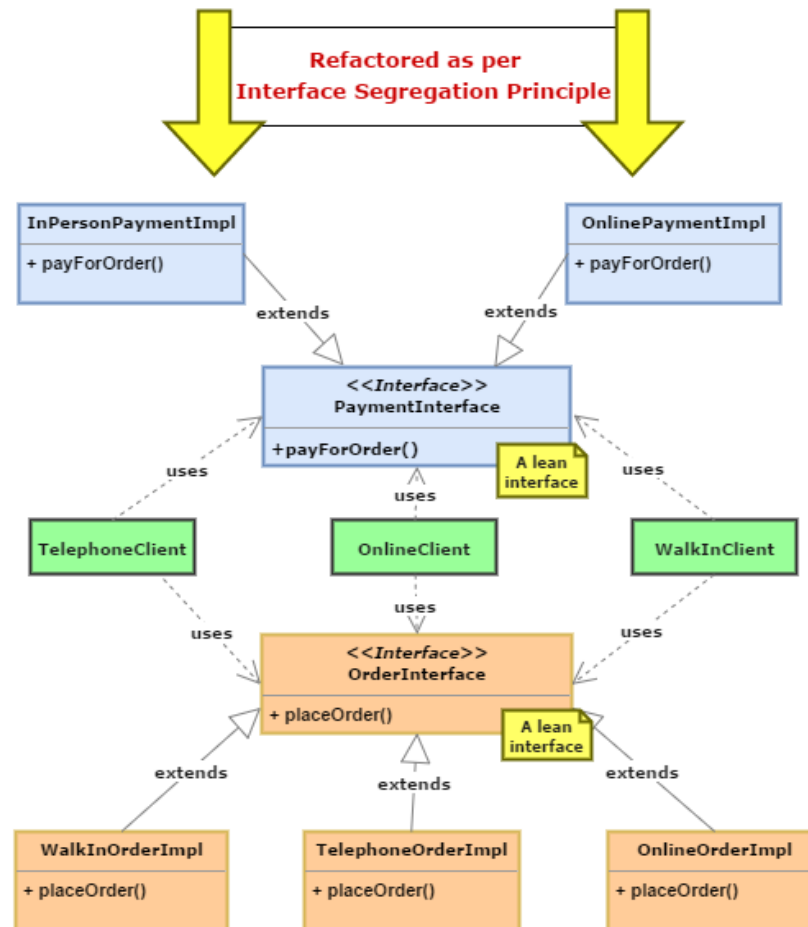 Refactored as per
Interface Segregation Principle
InPersonPaymentImpl
+ payForOrder()
OnlinePaymentImpl
+ payForOrder()
extends
extends
<<Interface>>
PaymentInterface
+payForOrder()
A lean
interface
uses
uses
uses
TelephoneClient
OnlineClient
WalkInClient
uses
uses
uses
<<Interface>>
OrderInterface
+ placeOrder()
A lean
interface
extends
extends
extends
WalkInOrderImpl
+ placeOrder()
TelephoneOrderImpl
+ placeOrder()
OnlineOrderImpl
+ placeOrder()